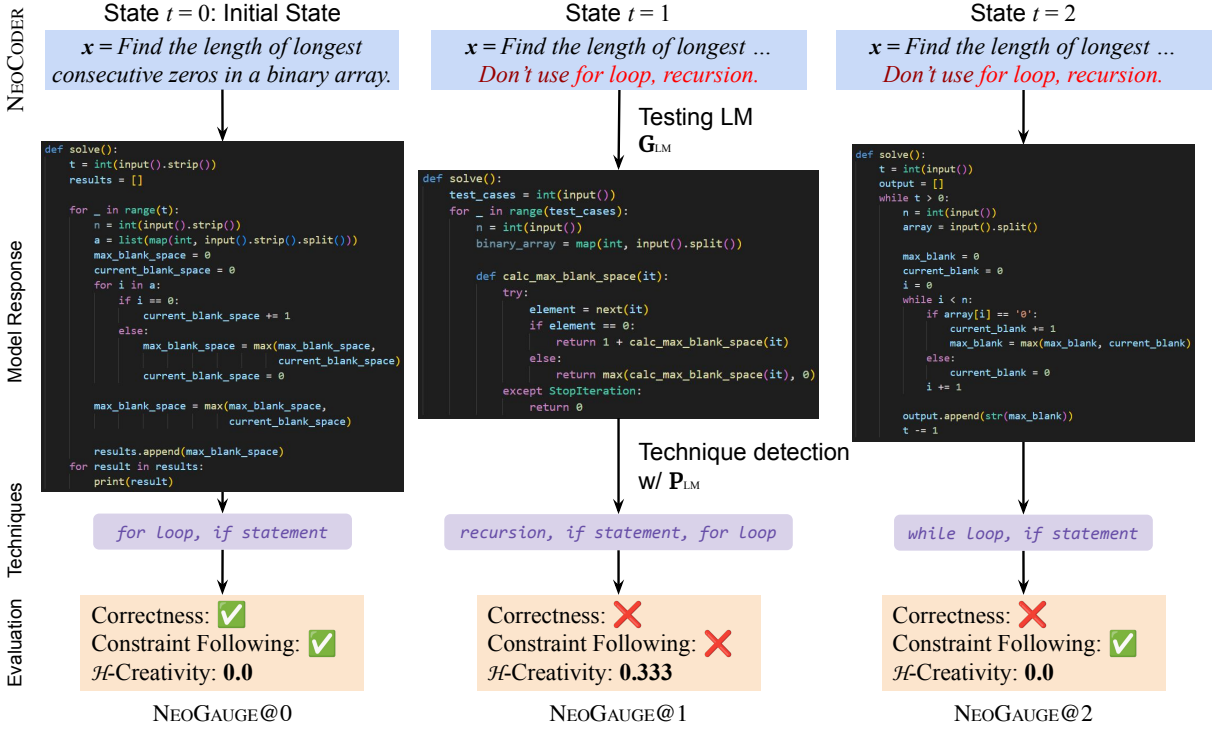 State t = 0: Initial State
State t = 1
State t = 2
NEOCODER
x = Find the length of longest
consecutive zeros in a binary array.
x = Find the length of longest ...
Don't use for loop, recursion.
x = Find the length of longest ...
Don't use for loop, recursion.
Testing LM
G_LM
Model Response
def solve():
    t = int(input().strip())
    results = []
    for _ in range(t):
        n = int(input().strip())
        a = list(map(int, input().strip().split()))
        max_blank_space = 0
        current_blank_space = 0
        for i in a:
            if i == 0:
                current_blank_space += 1
            else:
                max_blank_space = max(max_blank_space,
                                      current_blank_space)
                current_blank_space = 0
        max_blank_space = max(max_blank_space,
                              current_blank_space)
        results.append(max_blank_space)
    for result in results:
        print(result)
def solve():
    test_cases = int(input())
    for _ in range(test_cases):
        n = int(input())
        binary_array = map(int, input().split())
        def calc_max_blank_space(it):
            try:
                element = next(it)
                if element == 0:
                    return 1 + calc_max_blank_space(it)
                else:
                    return max(calc_max_blank_space(it), 0)
            except StopIteration:
                return 0
def solve():
    t = int(input())
    output = []
    while t > 0:
        n = int(input())
        array = input().split()
        max_blank = 0
        current_blank = 0
        i = 0
        while i < n:
            if array[i] == '0':
                current_blank += 1
                max_blank = max(max_blank, current_blank)
            else:
                current_blank = 0
            i += 1
        output.append(str(max_blank))
        t -= 1
Technique detection
w/ P_LM
Techniques
for loop, if statement
recursion, if statement, for loop
while loop, if statement
Evaluation
Correctness: ✅
Constraint Following: ✅
H-Creativity: 0.0
Correctness: ❌
Constraint Following: ❌
H-Creativity: 0.333
Correctness: ❌
Constraint Following: ✅
H-Creativity: 0.0
NEOGAUGE@0
NEOGAUGE@1
NEOGAUGE@2